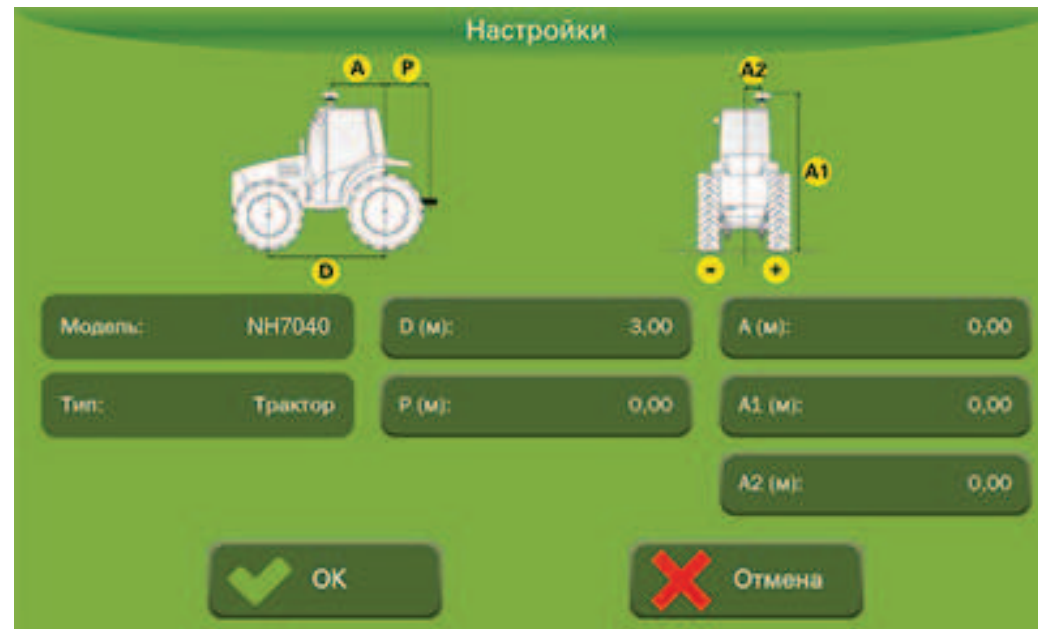 Настройки
A P A2
A1
D - +
Модель: NH7040 D (м): 3,00 A (м): 0,00
Тип: Трактор P (м): 0,00 A1 (м): 0,00
A2 (м): 0,00
OK Отмена